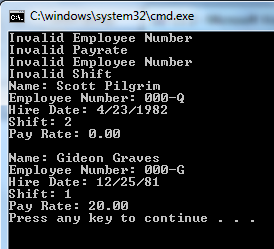 C:\windows\system32\cmd.exe
Invalid Employee Number
Invalid Payrate
Invalid Employee Number
Invalid Shift
Name: Scott Pilgrim
Employee Number: 000-Q
Hire Date: 4/23/1982
Shift: 2
Pay Rate: 0.00
Name: Gideon Graves
Employee Number: 000-G
Hire Date: 12/25/81
Shift: 1
Pay Rate: 20.00
Press any key to continue . . .